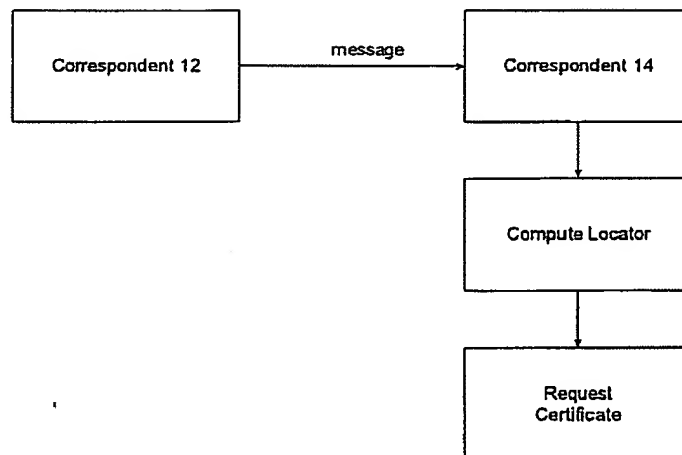 Correspondent 12
message
Correspondent 14
Compute Locator
Request
Certificate